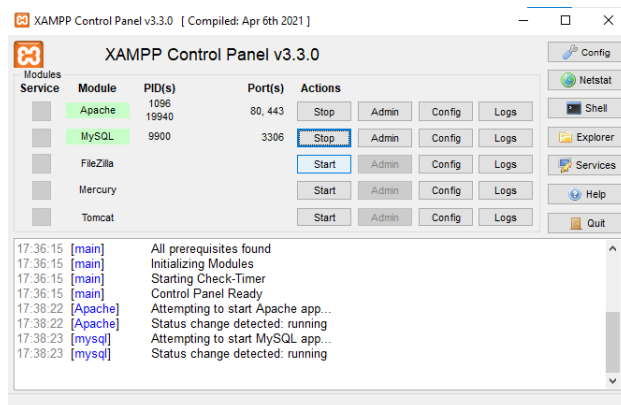 XAMPP Control Panel v3.3.0 [ Compiled: Apr 6th 2021 ]
XAMPP Control Panel v3.3.0
Config
Modules
Service Module PID(s) Port(s) Actions
Netstat
Apache 1096 19940 80, 443 Stop Admin Config Logs
Shell
MySQL 9900 3306 Stop Admin Config Logs
Explorer
FileZilla Start Admin Config Logs
Services
Mercury Start Admin Config Logs
Help
Tomcat Start Admin Config Logs
Quit
17:36:15 [main] All prerequisites found
17:36:15 [main] Initializing Modules
17:36:15 [main] Starting Check-Timer
17:36:15 [main] Control Panel Ready
17:38:22 [Apache] Attempting to start Apache app...
17:38:22 [Apache] Status change detected: running
17:38:23 [mysql] Attempting to start MySQL app...
17:38:23 [mysql] Status change detected: running